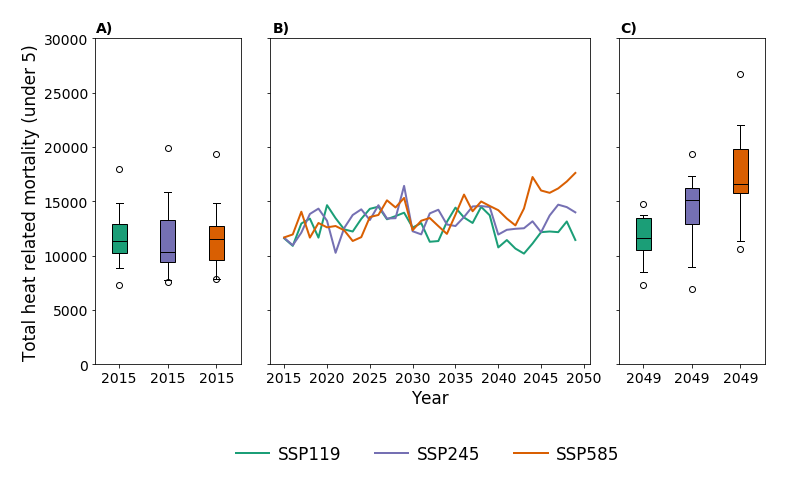 A)
B)
C)
Total heat related mortality (under 5)
30000
25000
20000
15000
10000
5000
0
2015 2015 2015
2015 2020 2025 2030 2035 2040 2045 2050
2049 2049 2049
Year
SSP119 SSP245 SSP585